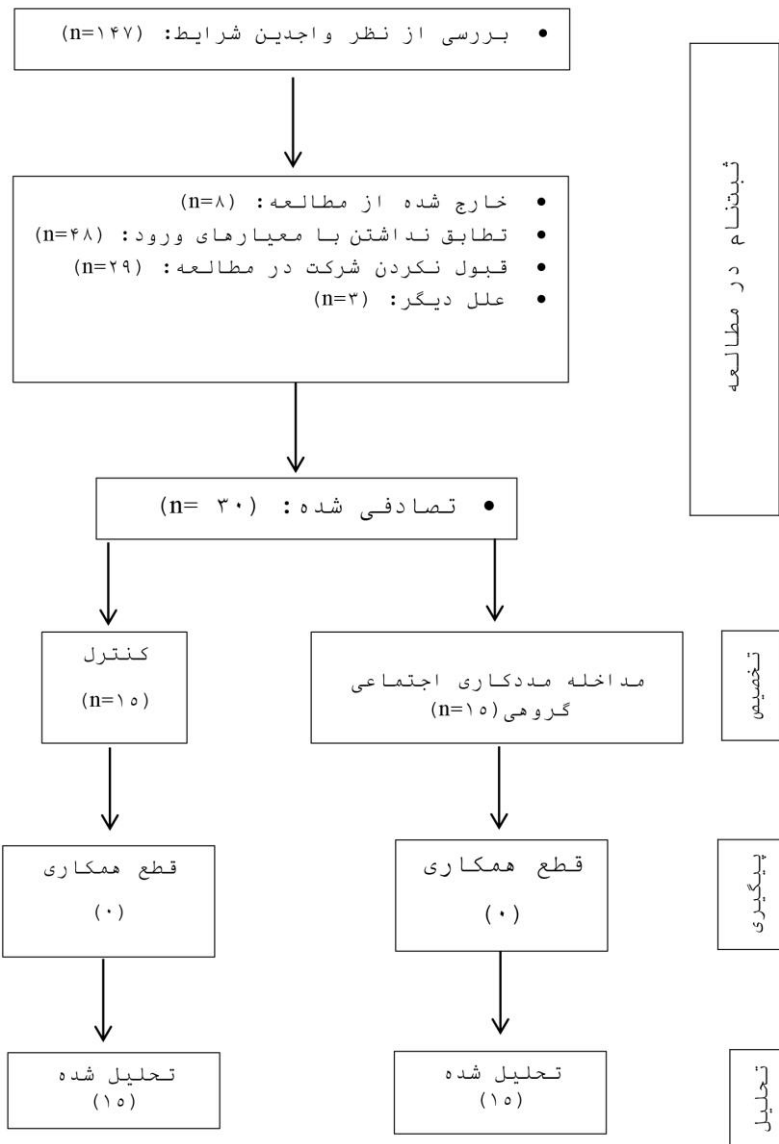 • بررسی از نظر واجدین شرایط: (n=۱۴۷)
• خارج شده از مطالعه: (n=۸)
• تطابق نداشتن با معیارهای ورود: (n=۴۸)
• قبول نکردن شرکت در مطالعه: (n=۲۹)
• علل دیگر: (n=۳)
ثبت‌نام در مطالعه
• تصادفی شده: (n= ۳۰)
مداخله مددکاری اجتماعی
گروهی (n=۱۵)
کنترل
(n=۱۵)
تخصیص
قطع همکاری
(۰)
قطع همکاری
(۰)
پیگیری
تحلیل شده
(۱۵)
تحلیل شده
(۱۵)
تحلیل